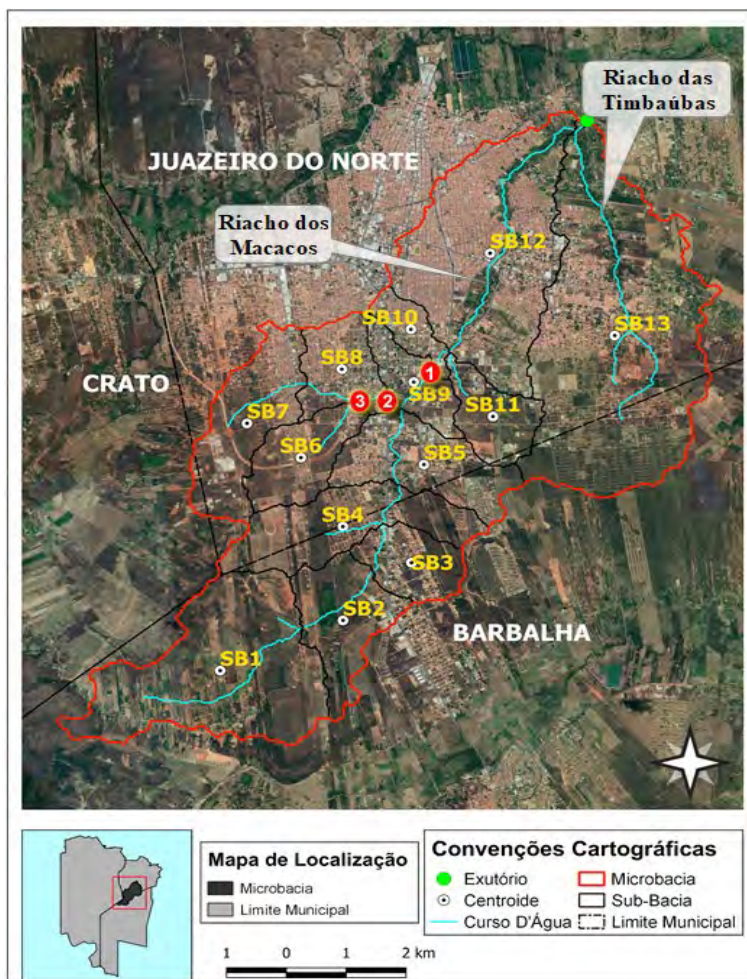 Riacho das
Timbaúbas
JUAZEIRO DO NORTE
Riacho dos
Macacos
SB12
SB10
SB13
SB8
CRATO
1
SB9
3
2
SB7
SB11
SB6
SB5
SB4
SB3
SB2
BARBALHA
SB1
Mapa de Localização
Microbacia
Limite Municipal
Convenções Cartográficas
Exutório
Microbacia
Centroide
Sub-Bacia
Curso D'Água
Limite Municipal
1 0 1 2 km